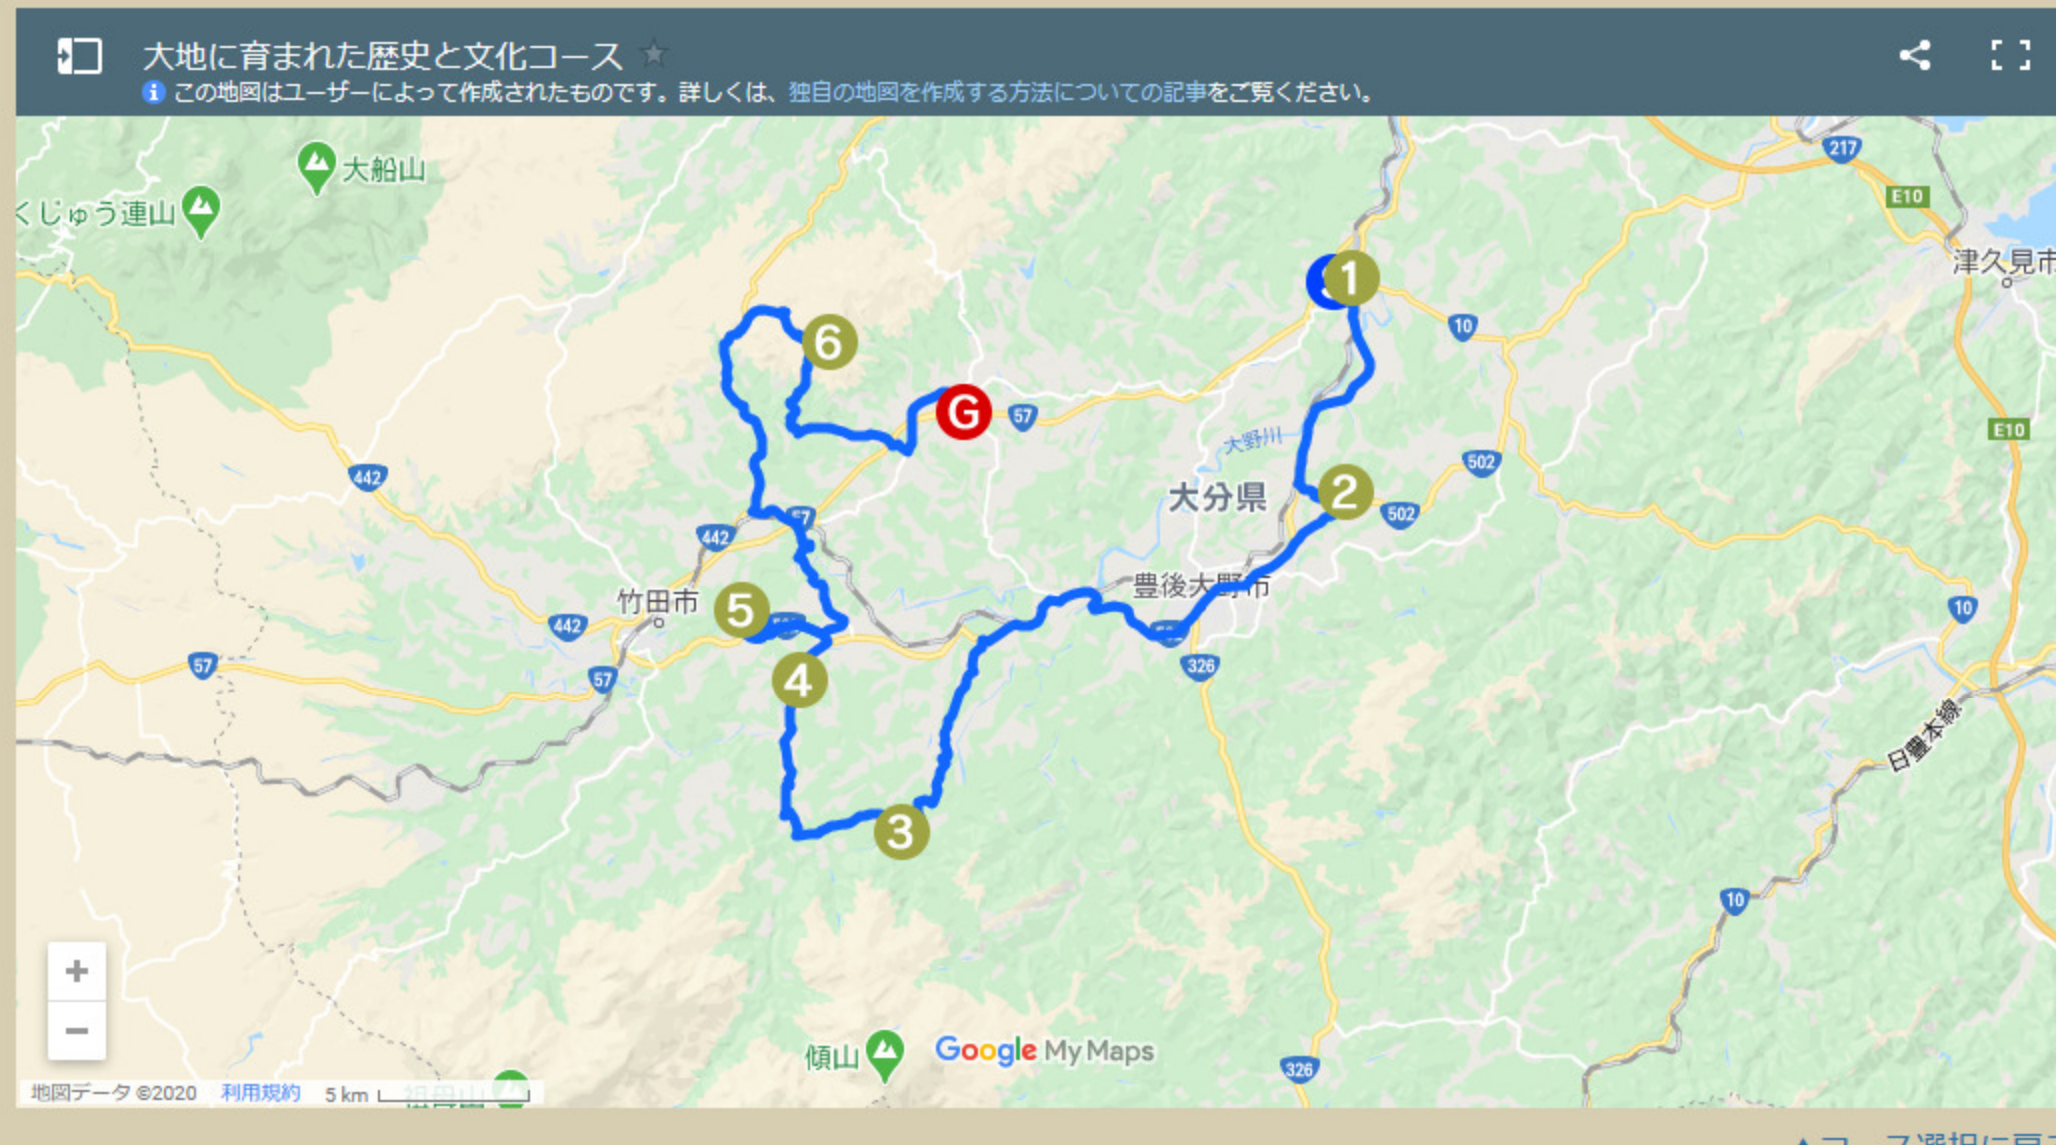 大地に育まれた歴史と文化コース
この地図はユーザーによって作成されたものです。詳しくは、独自の地図を作成する方法についての記事をご覧ください。
217
大船山
E10
くじゅう連山
津久見市
1
10
6
G
57
E10
大野川
442
502
2
大分県
502
57
442
豊後大野市
竹田市
5
442
10
57
326
57
4
日豊本線
3
10
傾山
Google My Maps
326
地図データ ©2020
利用規約
5 km